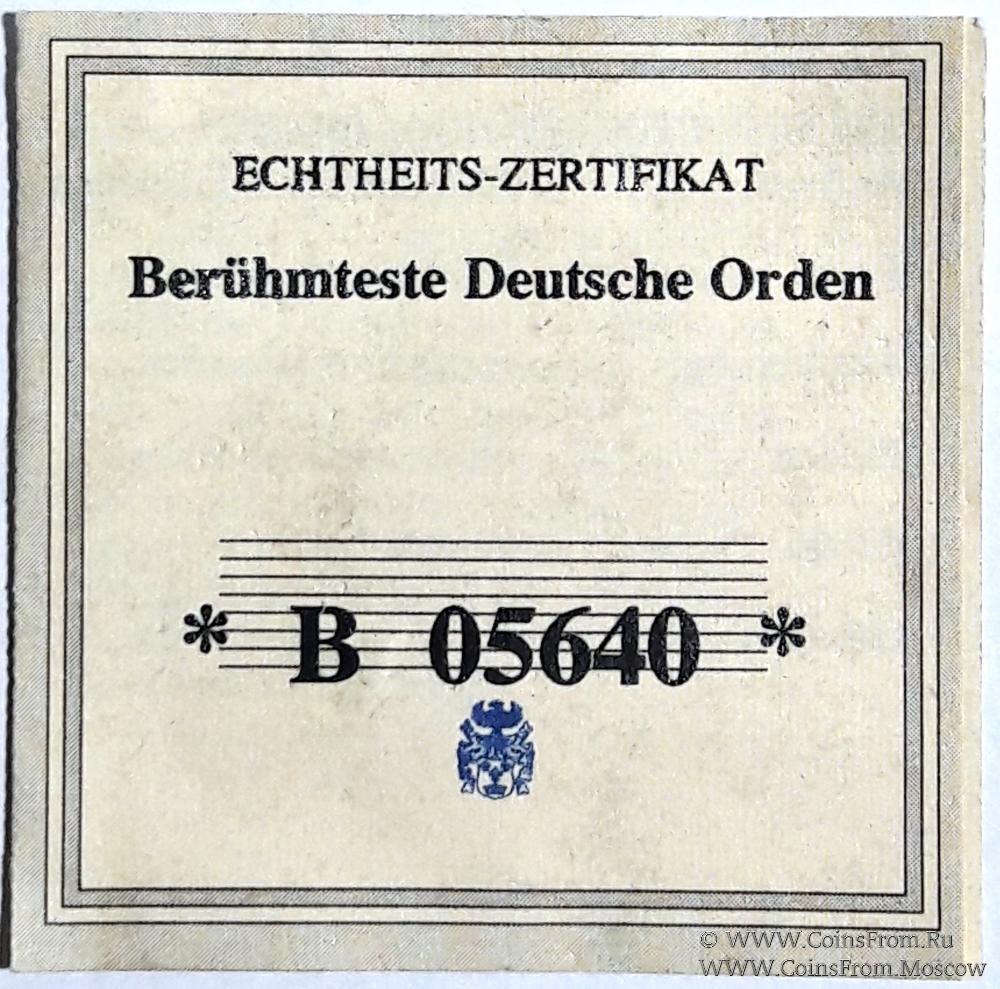 ECHTHEITS-ZERTIFIKAT
Berühmteste Deutsche Orden
* B 05640 *
© WWW.CoinsFrom.Ru
WWW.CoinsFrom.Moscow